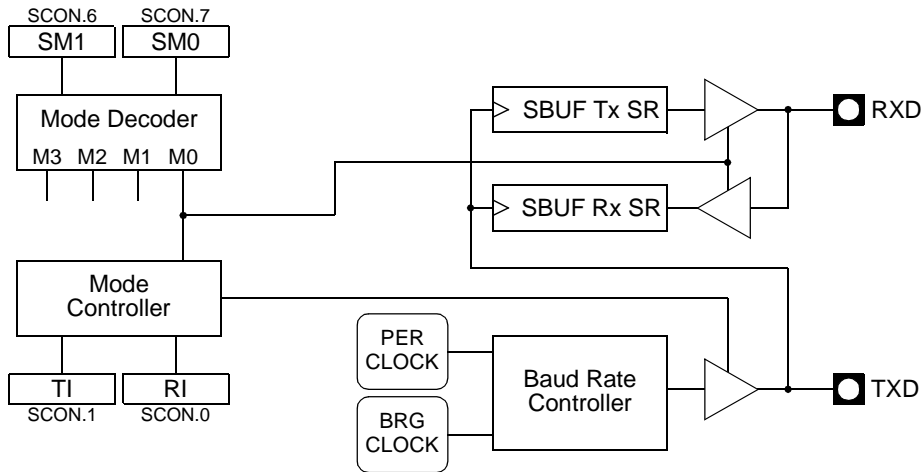 SCON.6 SCON.7
SM1 SM0
Mode Decoder
M3 M2 M1 M0
SBUF Tx SR
RXD
SBUF Rx SR
Mode
Controller
TI RI
SCON.1 SCON.0
PER
CLOCK
BRG
CLOCK
Baud Rate
Controller
TXD